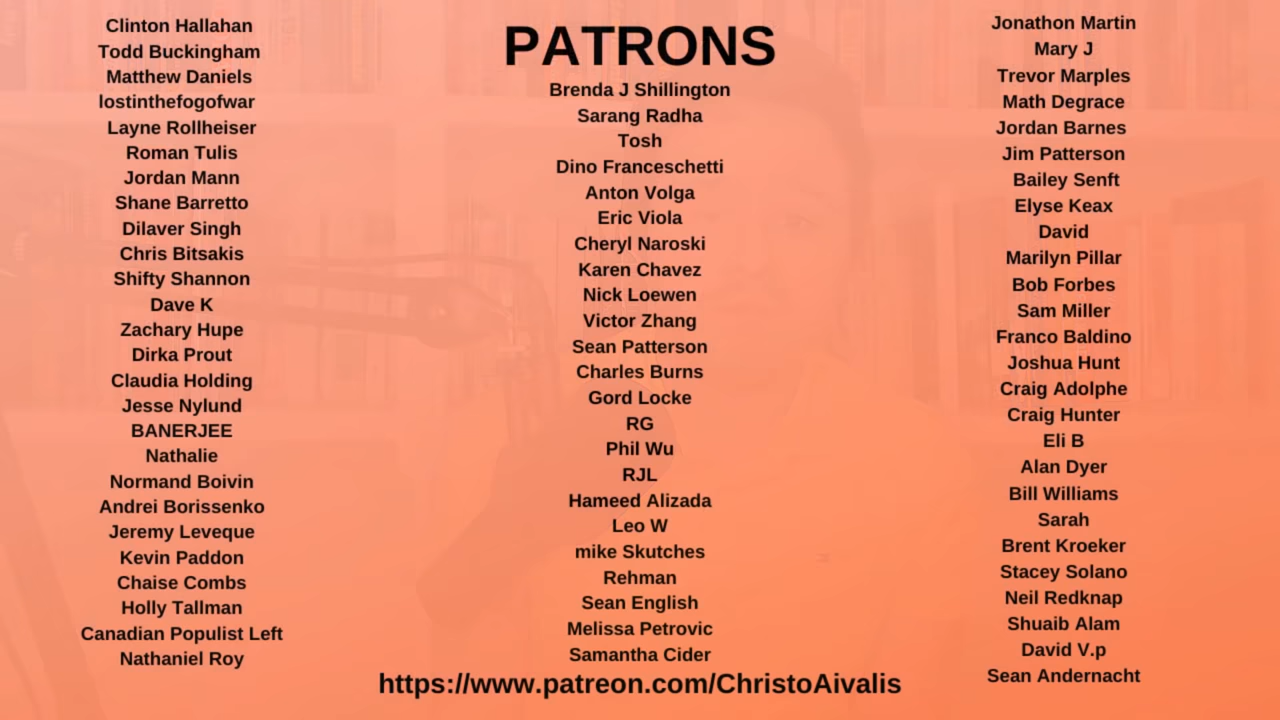 Clinton Hallahan
Todd Buckingham
Matthew Daniels
lostinthefogofwar
Layne Rollheiser
Roman Tulis
Jordan Mann
Shane Barretto
Dilaver Singh
Chris Bitsakis
Shifty Shannon
Dave K
Zachary Hupe
Dirka Prout
Claudia Holding
Jesse Nylund
BANERJEE
Nathalie
Normand Boivin
Andrei Borissenko
Jeremy Leveque
Kevin Paddon
Chaise Combs
Holly Tallman
Canadian Populist Left
Nathaniel Roy
PATRONS
Brenda J Shillington
Sarang Radha
Tosh
Dino Franceschetti
Anton Volga
Eric Viola
Cheryl Naroski
Karen Chavez
Nick Loewen
Victor Zhang
Sean Patterson
Charles Burns
Gord Locke
RG
Phil Wu
RJL
Hameed Alizada
Leo W
mike Skutches
Rehman
Sean English
Melissa Petrovic
Samantha Cider
https://www.patreon.com/ChristoAivalis
Jonathon Martin
Mary J
Trevor Marples
Math Degrace
Jordan Barnes
Jim Patterson
Bailey Senft
Elyse Keax
David
Marilyn Pillar
Bob Forbes
Sam Miller
Franco Baldino
Joshua Hunt
Craig Adolphe
Craig Hunter
Eli B
Alan Dyer
Bill Williams
Sarah
Brent Kroeker
Stacey Solano
Neil Redknap
Shuaib Alam
David V.p
Sean Andernacht